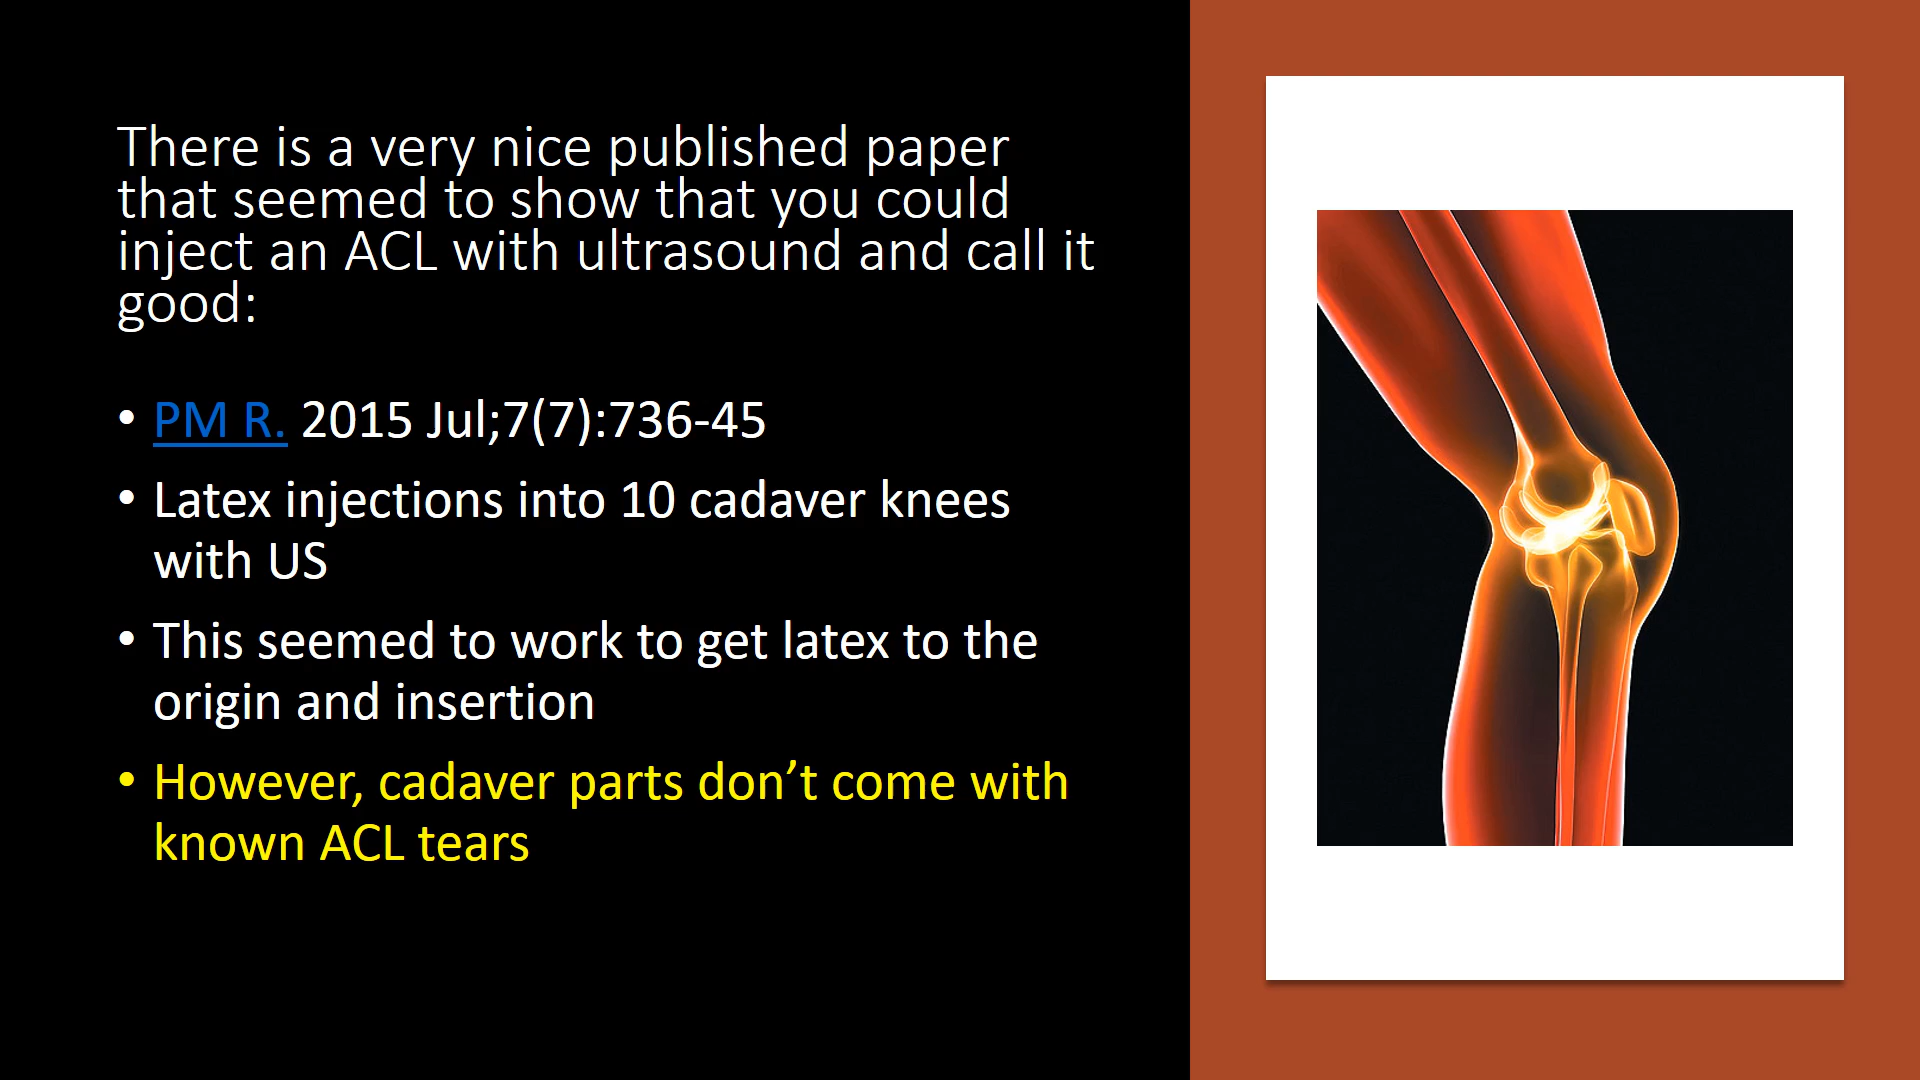 There is a very nice published paper
that seemed to show that you could
inject an ACL with ultrasound and call it
good:
• PM R. 2015 Jul;7(7):736-45
• Latex injections into 10 cadaver knees
with US
• This seemed to work to get latex to the
origin and insertion
• However, cadaver parts don’t come with
known ACL tears